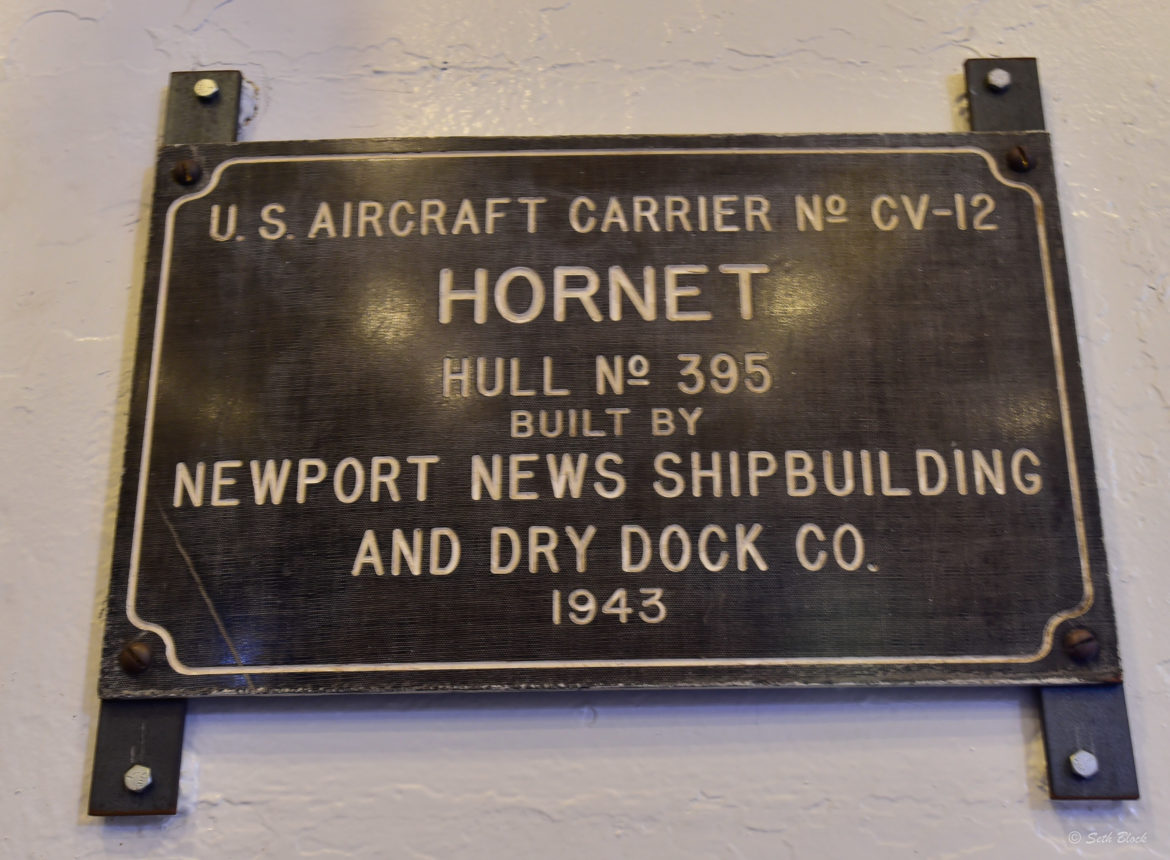 U. S. AIRCRAFT CARRIER Nº CV-12
HORNET
HULL Nº 395
BUILT BY
NEWPORT NEWS SHIPBUILDING
AND DRY DOCK CO.
1943
© Seth Block